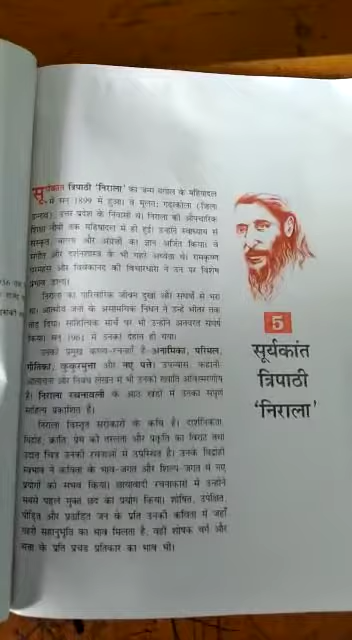 सूर्यकांत त्रिपाठी 'निराला' का जन्म बंगाल के महिषादल
में सन् 1899 में हुआ। वे मूलतः गढ़ाकोला (जिला
उन्नाव), उत्तर प्रदेश के निवासी थे। निराला की औपचारिक
शिक्षा नौवीं तक महिषादल में ही हुई। उन्होंने स्वाध्याय से
संस्कृत, बांग्ला और अंग्रेजी का ज्ञान अर्जित किया। वे
संगीत और दर्शनशास्त्र के भी गहरे अध्येता थे। रामकृष्ण
परमहंस और विवेकानंद की विचारधारा ने उन पर विशेष
प्रभाव डाला।
निराला का पारिवारिक जीवन दुखों और संघर्षों से भरा
था। आत्मीय जनों के असामयिक निधन ने उन्हें भीतर तक
तोड़ दिया। साहित्यिक मोर्चे पर भी उन्होंने अनवरत संघर्ष
किया। सन् 1961 में उनका देहांत हो गया।
उनकी प्रमुख काव्य-रचनाएँ हैं-अनामिका, परिमल,
गीतिका, कुकुरमुत्ता और नए पत्ते। उपन्यास, कहानी,
आलोचना और निबंध लेखन में भी उनकी ख्याति अविस्मरणीय
है। निराला रचनावली के आठ खंडों में उनका संपूर्ण
साहित्य प्रकाशित है।
निराला विस्तृत सरोकारों के कवि हैं। दार्शनिकता,
विद्रोह, क्रांति, प्रेम की तरलता और प्रकृति का विराट तथा
उदात्त चित्र उनकी रचनाओं में उपस्थित है। उनके विद्रोही
स्वभाव ने कविता के भाव-जगत और शिल्प-जगत में नए
प्रयोगों को संभव किया। छायावादी रचनाकारों में उन्होंने
सबसे पहले मुक्त छंद का प्रयोग किया। शोषित, उपेक्षित,
पीड़ित और प्रताड़ित जन के प्रति उनकी कविता में जहाँ
गहरी सहानुभूति का भाव मिलता है, वहीं शोषक वर्ग और
सत्ता के प्रति प्रचंड प्रतिकार का भाव भी।
5
सूर्यकांत
त्रिपाठी
'निराला'